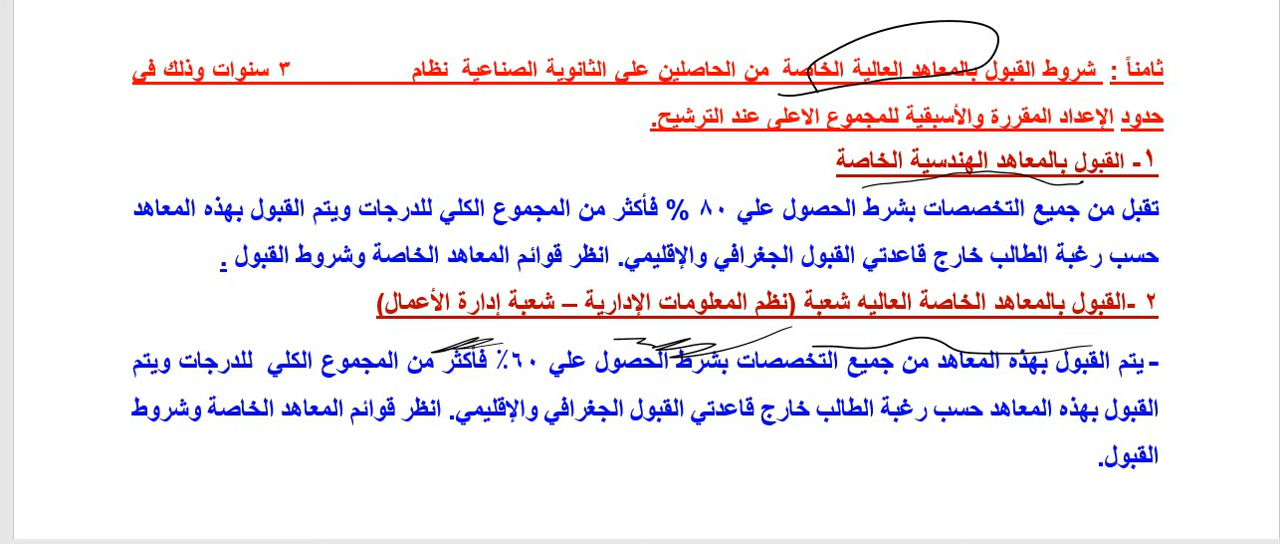 ثامناً : شروط القبول بالمعاهد العالية الخاصة من الحاصلين علي الثانوية الصناعية نظام ٣ سنوات وذلك في
حدود الإعداد المقررة والأسبقية للمجموع الاعلى عند الترشيح.
١- القبول بالمعاهد الهندسية الخاصة
تقبل من جميع التخصصات بشرط الحصول علي ٨٠ % فأكثر من المجموع الكلي للدرجات ويتم القبول بهذه المعاهد
حسب رغبة الطالب خارج قاعدتي القبول الجغرافي والإقليمي. انظر قوائم المعاهد الخاصة وشروط القبول .
٢ -القبول بالمعاهد الخاصة العاليه شعبة (نظم المعلومات الإدارية – شعبة إدارة الأعمال)
- يتم القبول بهذه المعاهد من جميع التخصصات بشرط الحصول علي ٦٠٪ فأكثر من المجموع الكلي للدرجات ويتم
القبول بهذه المعاهد حسب رغبة الطالب خارج قاعدتي القبول الجغرافي والإقليمي. انظر قوائم المعاهد الخاصة وشروط
القبول.